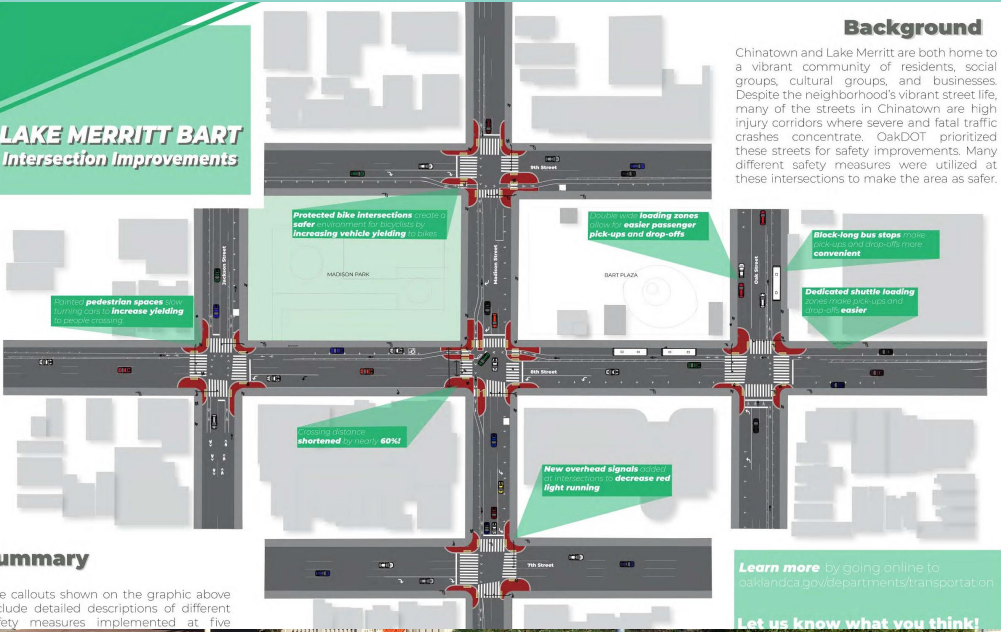 LAKE MERRITT BART
Intersection Improvements
Background
Chinatown and Lake Merritt are both home to
a vibrant community of residents, social
groups, cultural groups, and businesses.
Despite the neighborhood's vibrant street life,
many of the streets in Chinatown are high
injury corridors where severe and fatal traffic
crashes concentrate. OakDOT prioritized
these streets for safety improvements. Many
different safety measures were utilized at
these intersections to make the area as safer.
9th Street
Protected bike intersections create a
safer environment for bicyclists by
increasing vehicle yielding to bikes
Double wide loading zones
allow for easier passenger
pick-ups and drop-offs
Block-long bus stops make
pick-ups and drop-offs more
convenient
Jackson Street
MADISON PARK
Madison Street
BART PLAZA
Oak Street
Painted pedestrian spaces slow
turning cars to increase yielding
to people crossing
Dedicated shuttle loading
zones make pick-ups and
drop-offs easier
8th Street
Crossing distance
shortened by nearly 60%!
New overhead signals added
at intersections to decrease red
light running
7th Street
ummary
e callouts shown on the graphic above
clude detailed descriptions of different
fety measures implemented at five
Learn more by going online to
oaklandca.gov/departments/transportation
Let us know what you think!